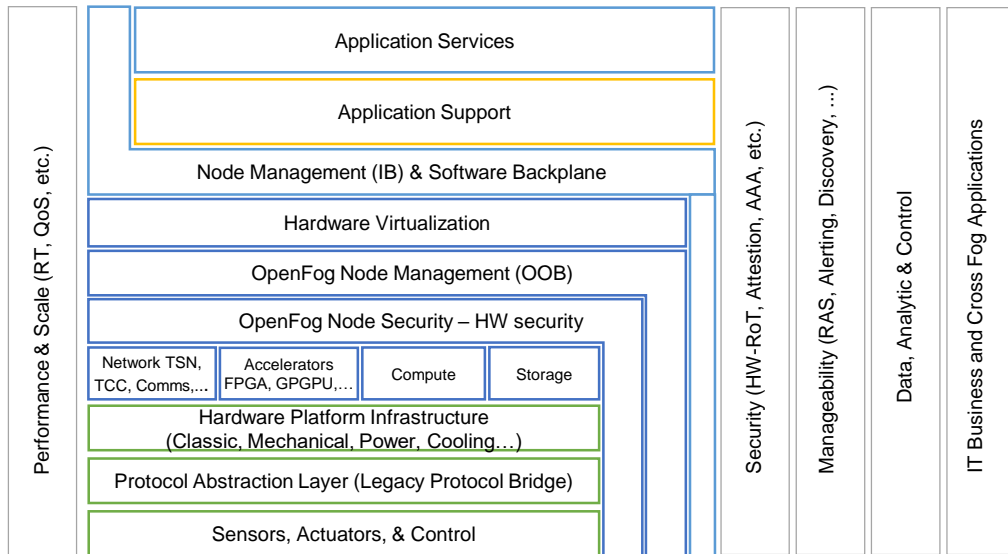 Performance & Scale (RT, QoS, etc.)
Application Services
Application Support
Node Management (IB) & Software Backplane
Hardware Virtualization
OpenFog Node Management (OOB)
OpenFog Node Security – HW security
Network TSN,
TCC, Comms,...
Accelerators
FPGA, GPGPU,...
Compute
Storage
Hardware Platform Infrastructure
(Classic, Mechanical, Power, Cooling...)
Protocol Abstraction Layer (Legacy Protocol Bridge)
Sensors, Actuators, & Control
Security (HW-RoT, Attention, AAA, etc.)
Manageability (RAS, Alerting, Discovery, ...)
Data, Analytic & Control
IT Business and Cross Fog Applications